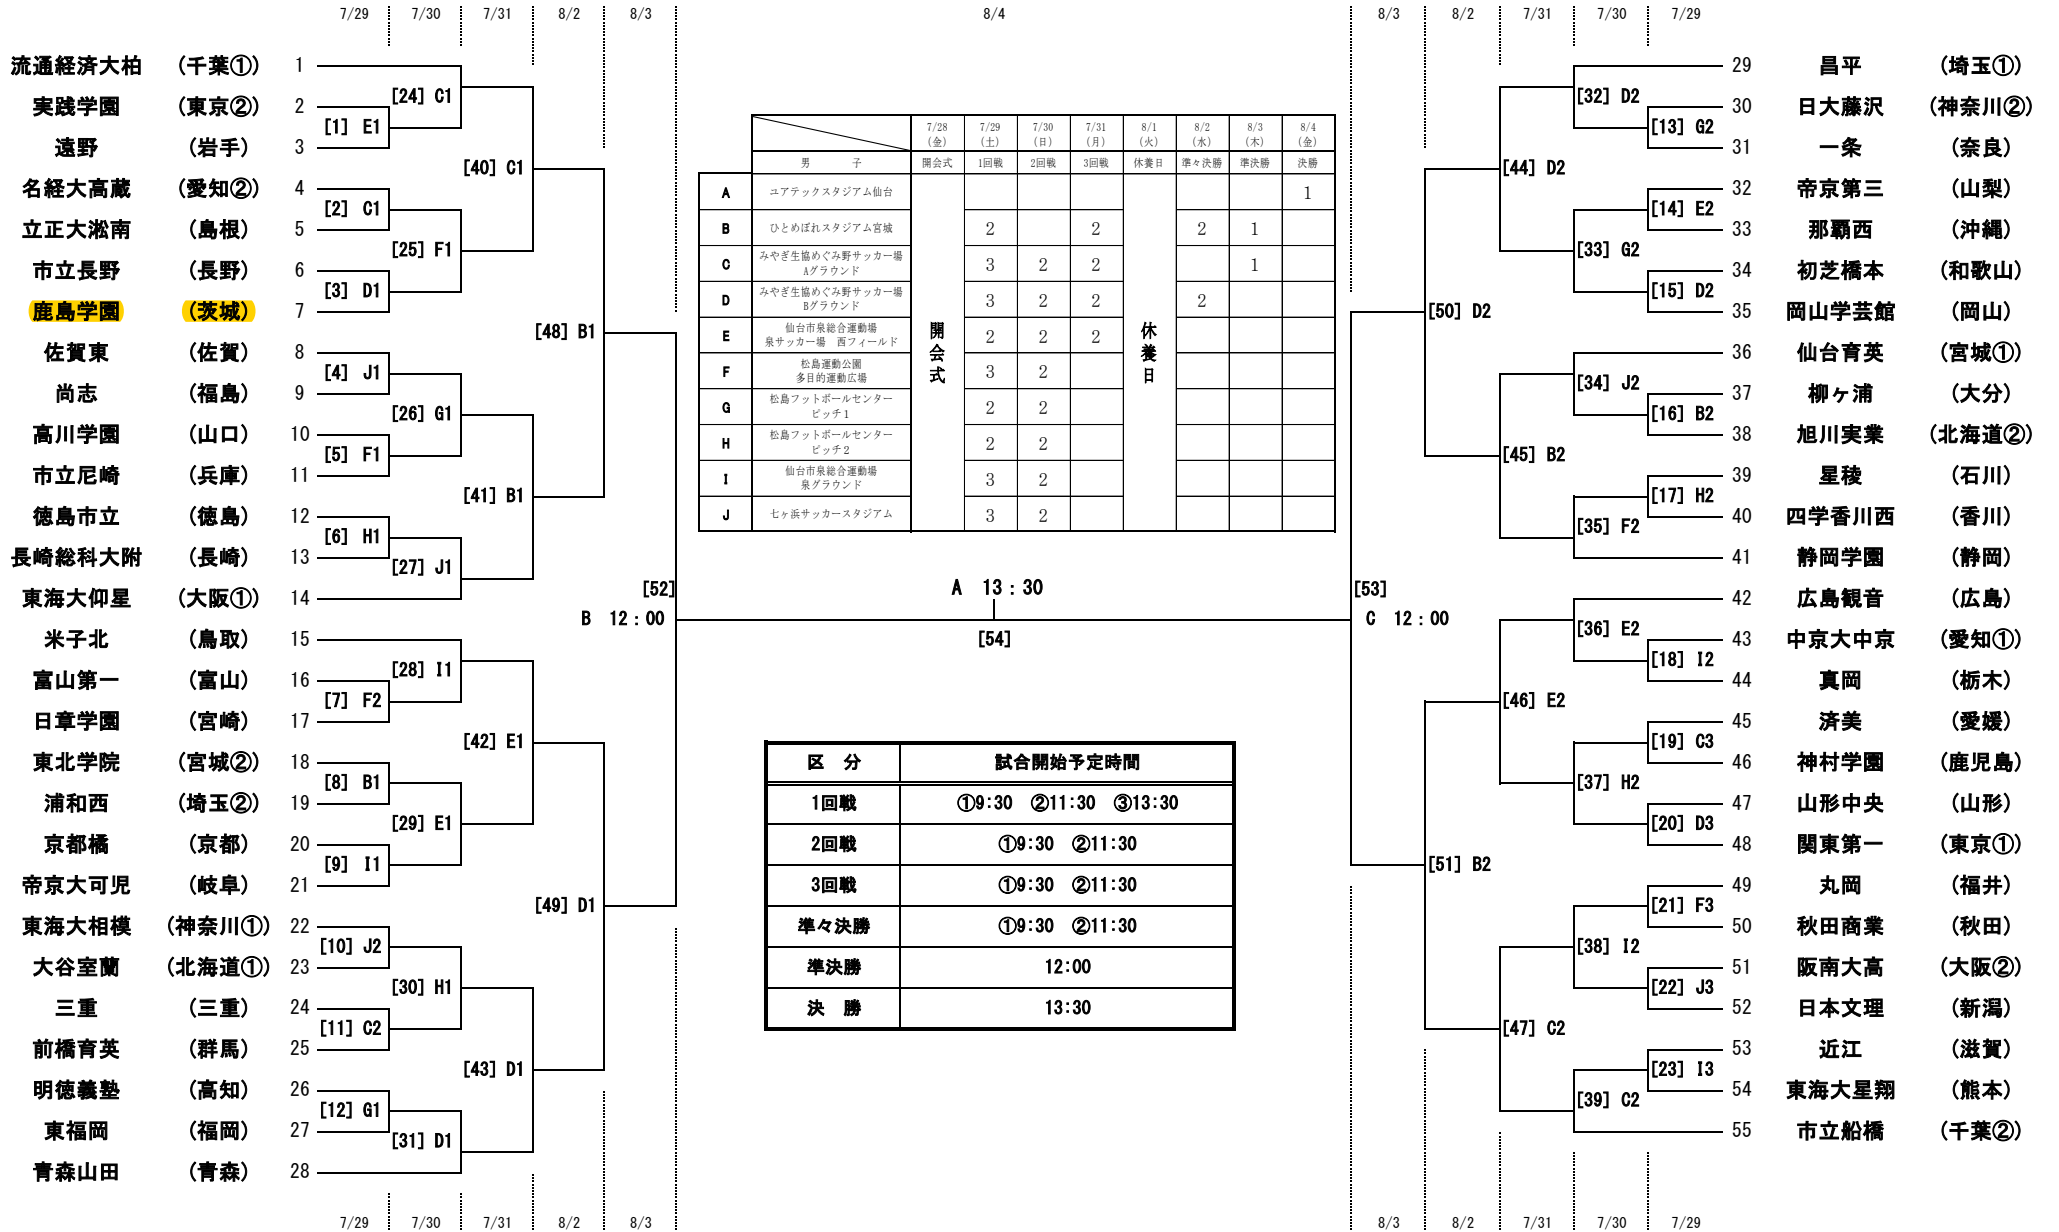 7/29 7/30 7/31 8/2 8/3 8/4 8/3 8/2 7/31 7/30 7/29
流通経済大柏 (千葉①) 1
実践学園 (東京②) 2
遠野 (岩手) 3
名経大高蔵 (愛知②) 4
立正大淞南 (島根) 5
市立長野 (長野) 6
鹿島学園 (茨城) 7
佐賀東 (佐賀) 8
尚志 (福島) 9
高川学園 (山口) 10
市立尼崎 (兵庫) 11
徳島市立 (徳島) 12
長崎総科大附 (長崎) 13
東海大仰星 (大阪①) 14
米子北 (鳥取) 15
富山第一 (富山) 16
日章学園 (宮崎) 17
東北学院 (宮城②) 18
浦和西 (埼玉②) 19
京都橘 (京都) 20
帝京大可児 (岐阜) 21
東海大相模 (神奈川①) 22
大谷室蘭 (北海道①) 23
三重 (三重) 24
前橋育英 (群馬) 25
明徳義塾 (高知) 26
東福岡 (福岡) 27
青森山田 (青森) 28
[1] E1
[2] C1
[3] D1
[4] J1
[5] F1
[6] H1
[7] F2
[8] B1
[9] I1
[10] J2
[11] C2
[12] G1
[24] C1
[25] F1
[26] G1
[27] J1
[28] I1
[29] E1
[30] H1
[31] D1
[40] C1
[41] B1
[42] E1
[43] D1
[48] B1
[49] D1
[52]
B 12:00
7/28 (金) 7/29 (土) 7/30 (日) 7/31 (月) 8/1 (火) 8/2 (水) 8/3 (木) 8/4 (金)
男 子 開会式 1回戦 2回戦 3回戦 休養日 準々決勝 準決勝 決勝
A ユアテックスタジアム仙台 1
B ひとめぼれスタジアム宮城 2 2 2 1
C みやぎ生協めぐみ野サッカー場 Aグラウンド 3 2 2 1
D みやぎ生協めぐみ野サッカー場 Bグラウンド 3 2 2 2
E 仙台市泉総合運動場 泉サッカー場 西フィールド 2 2 2
F 松島運動公園 多目的運動広場 3 2
G 松島フットボールセンター ピッチ1 2 2
H 松島フットボールセンター ピッチ2 2 2
I 仙台市泉総合運動場 泉グラウンド 3 2
J 七ヶ浜サッカースタジアム 3 2
開会式
休養日
A 13:30
[54]
区 分 試合開始予定時間
1回戦 ①9:30 ②11:30 ③13:30
2回戦 ①9:30 ②11:30
3回戦 ①9:30 ②11:30
準々決勝 ①9:30 ②11:30
準決勝 12:00
決 勝 13:30
[53]
C 12:00
[50] D2
[51] B2
[44] D2
[45] B2
[46] E2
[47] C2
[32] D2
[33] G2
[34] J2
[35] F2
[36] E2
[37] H2
[38] I2
[39] C2
[13] G2
[14] E2
[15] D2
[16] B2
[17] H2
[18] I2
[19] C3
[20] D3
[21] F3
[22] J3
[23] I3
29 昌平 (埼玉①)
30 日大藤沢 (神奈川②)
31 一条 (奈良)
32 帝京第三 (山梨)
33 那覇西 (沖縄)
34 初芝橋本 (和歌山)
35 岡山学芸館 (岡山)
36 仙台育英 (宮城①)
37 柳ヶ浦 (大分)
38 旭川実業 (北海道②)
39 星稜 (石川)
40 四学香川西 (香川)
41 静岡学園 (静岡)
42 広島観音 (広島)
43 中京大中京 (愛知①)
44 真岡 (栃木)
45 済美 (愛媛)
46 神村学園 (鹿児島)
47 山形中央 (山形)
48 関東第一 (東京①)
49 丸岡 (福井)
50 秋田商業 (秋田)
51 阪南大高 (大阪②)
52 日本文理 (新潟)
53 近江 (滋賀)
54 東海大星翔 (熊本)
55 市立船橋 (千葉②)
7/29 7/30 7/31 8/2 8/3 8/3 8/2 7/31 7/30 7/29